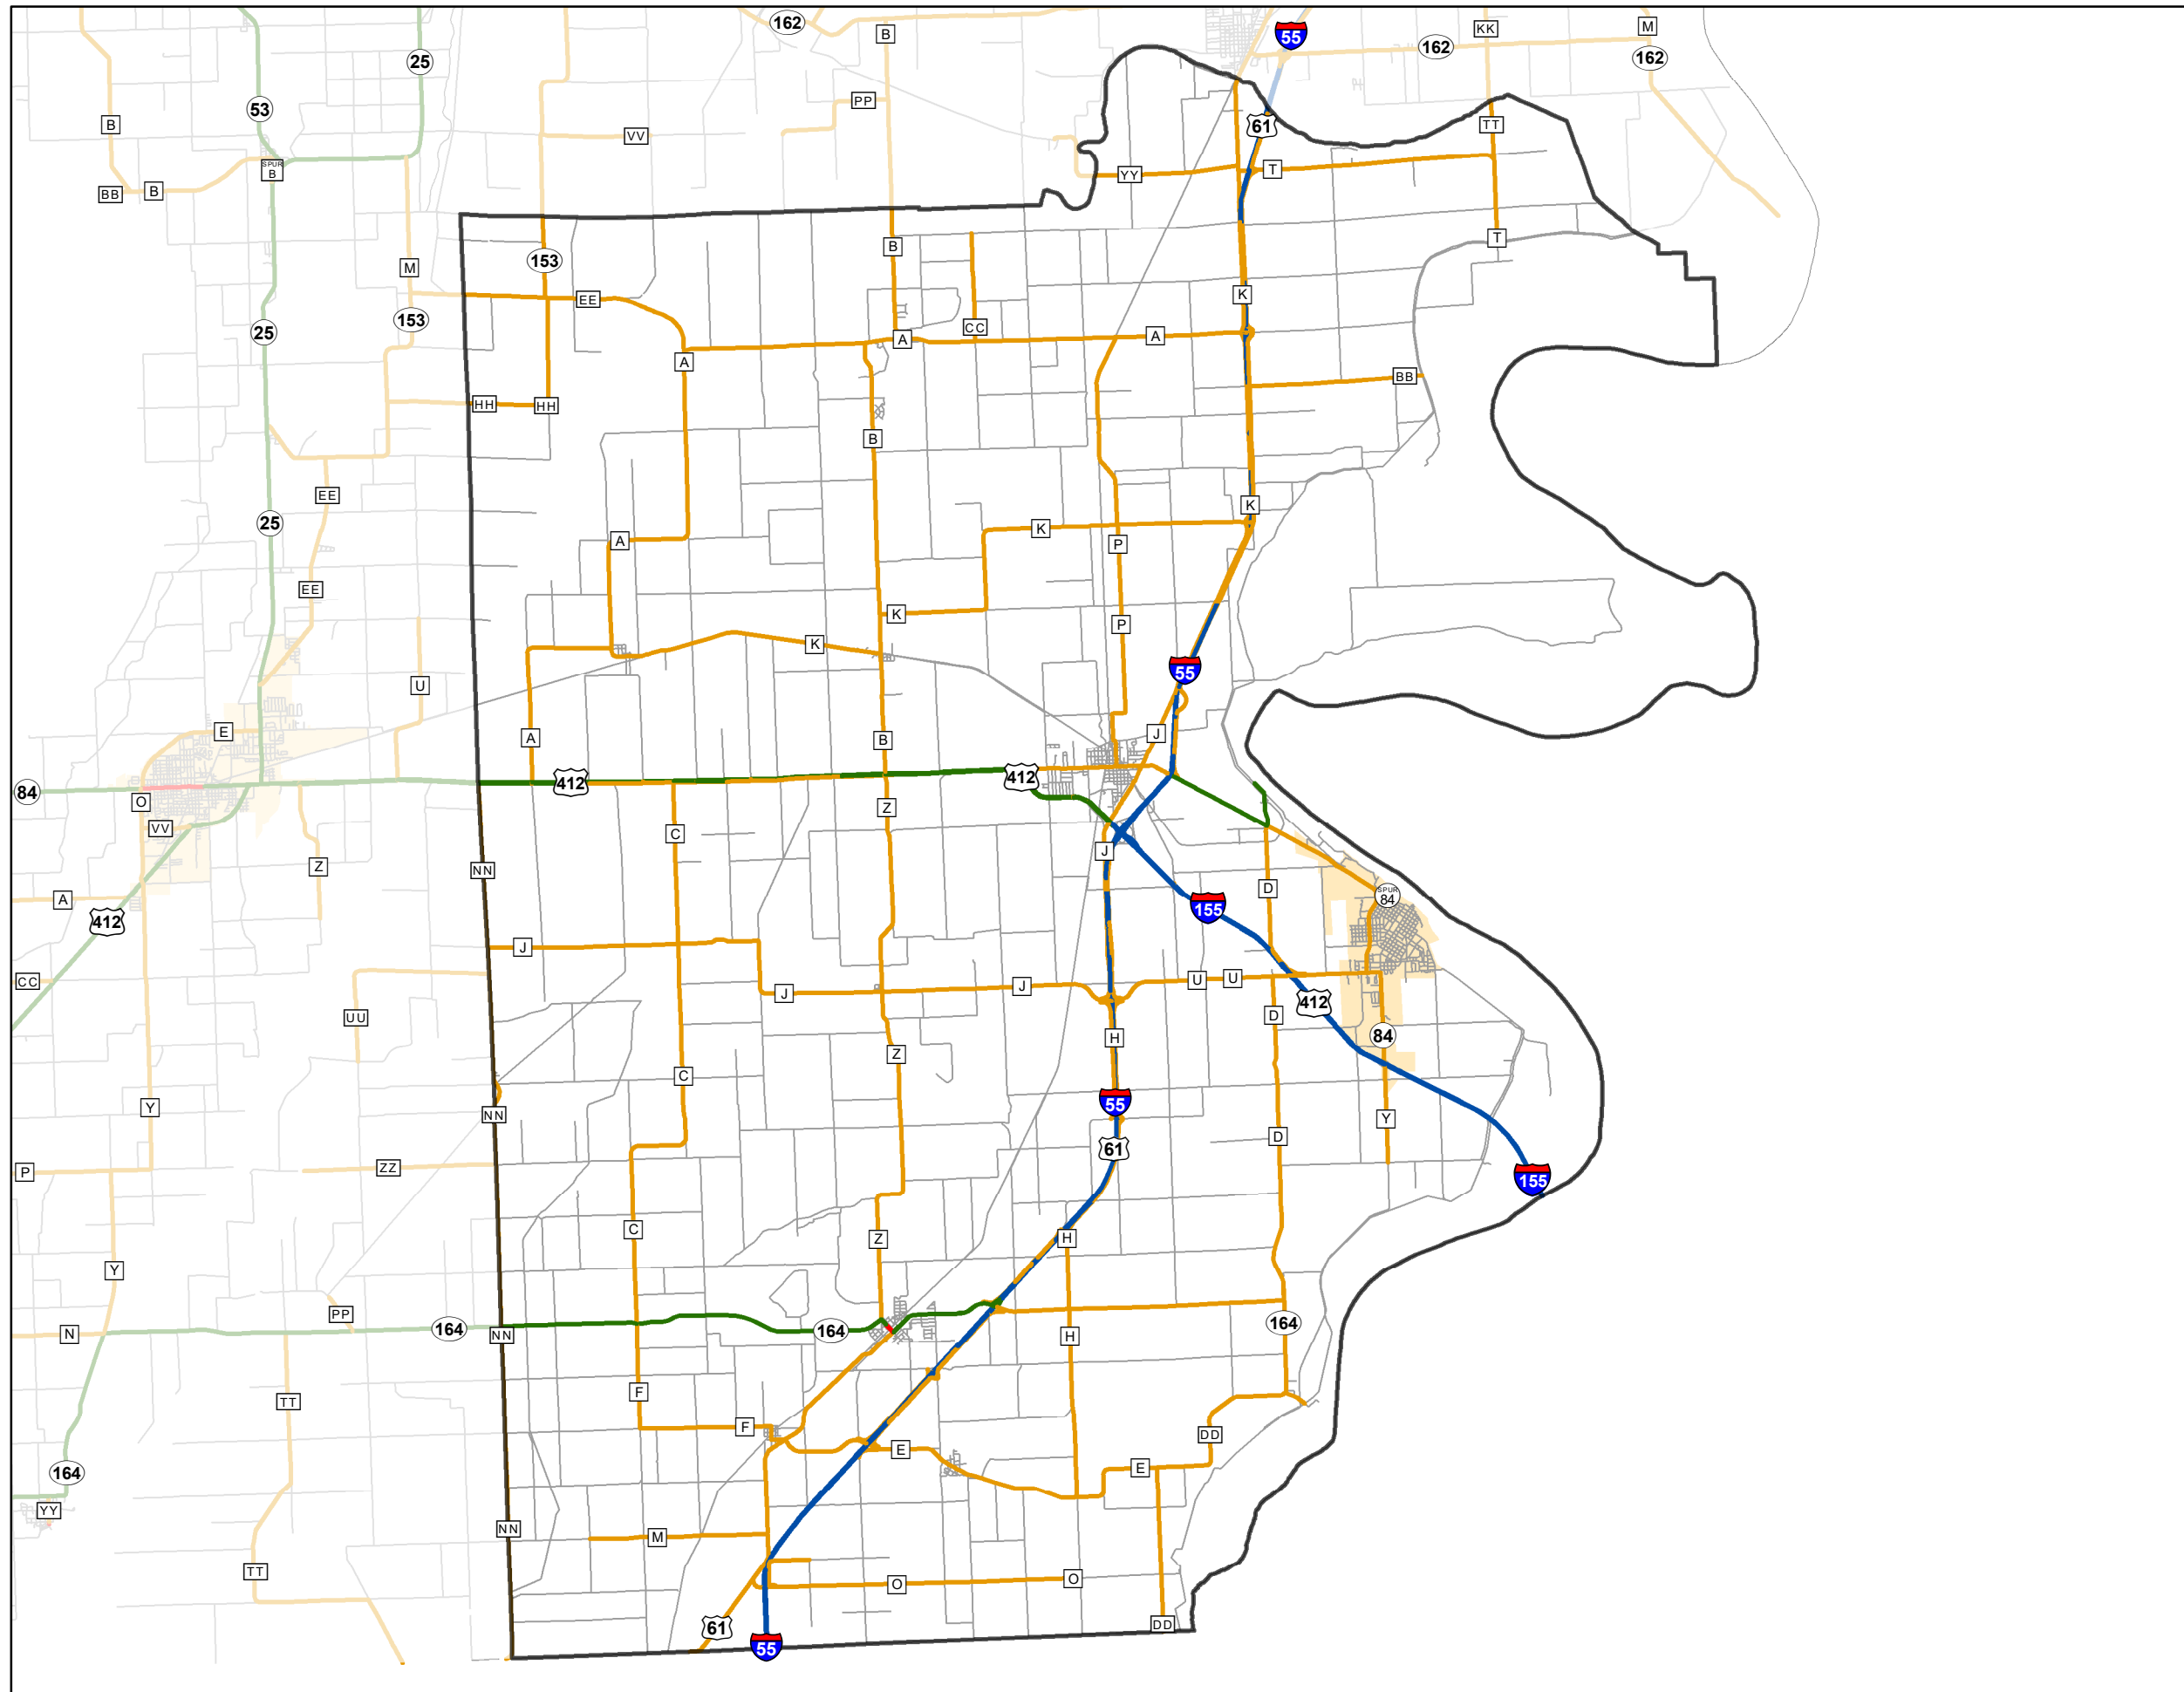 162
B
55
162
KK
M
162
25
53
PP
B
VV
61
TT
SPUR
B
BB
B
YY
T
T
B
153
M
EE
K
153
CC
25
A
A
A
BB
HH
HH
B
EE
K
25
A
K
P
EE
K
P
K
55
U
E
J
A
B
412
412
84
O
Z
VV
C
J
Z
NN
D
SPUR
84
A
155
412
J
CC
U
U
J
J
412
UU
D
84
H
Z
C
55
Y
NN
Y
D
61
ZZ
P
155
C
H
Z
Y
PP
164
164
164
N
NN
H
F
TT
F
DD
E
E
164
YY
NN
M
TT
O
O
61
DD
55